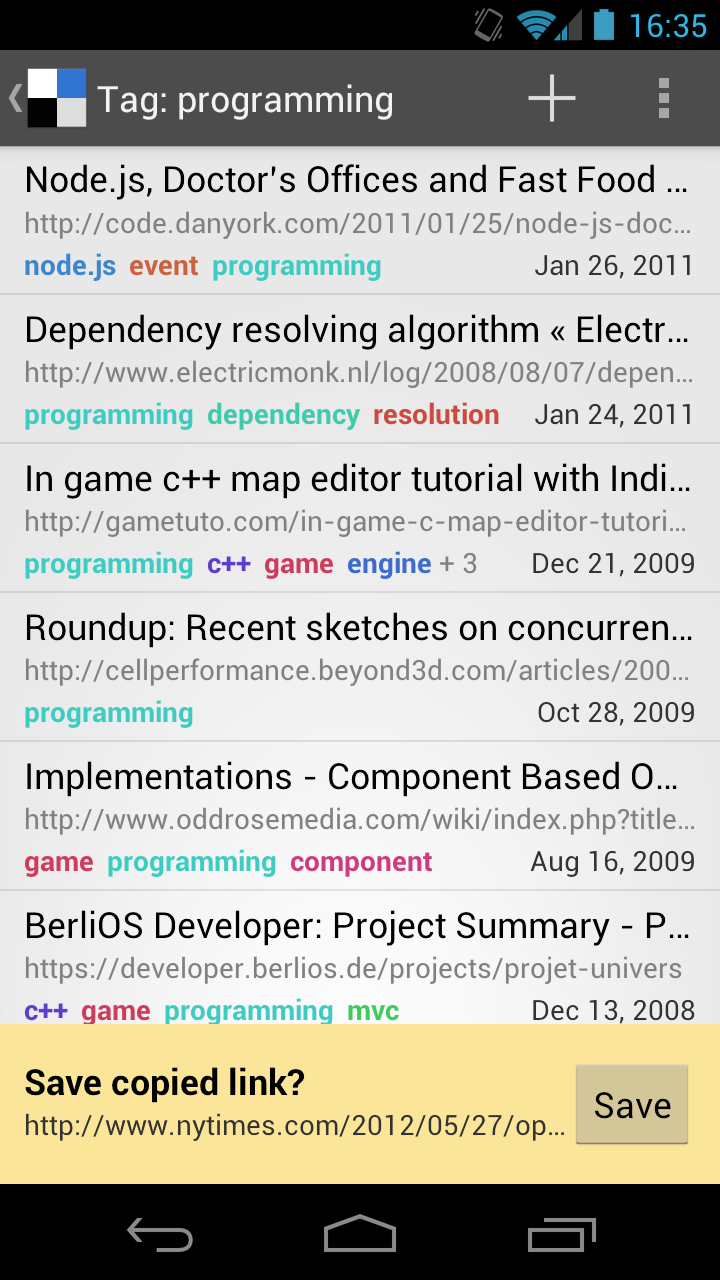 16:35
Tag: programming
Node.js, Doctor's Offices and Fast Food ...
http://code.danyork.com/2011/01/25/node-js-doc...
node.js event programming Jan 26, 2011
Dependency resolving algorithm « Electr...
http://www.electricmonk.nl/log/2008/08/07/depen...
programming dependency resolution Jan 24, 2011
In game c++ map editor tutorial with Indi...
http://gametuto.com/in-game-c-map-editor-tutori...
programming c++ game engine + 3 Dec 21, 2009
Roundup: Recent sketches on concurren...
http://cellperformance.beyond3d.com/articles/200...
programming Oct 28, 2009
Implementations - Component Based O...
http://www.oddrosemedia.com/wiki/index.php?title...
game programming component Aug 16, 2009
BerliOS Developer: Project Summary - P...
https://developer.berlios.de/projects/projet-univers
c++ game programming mvc Dec 13, 2008
Save copied link?
http://www.nytimes.com/2012/05/27/op...
Save